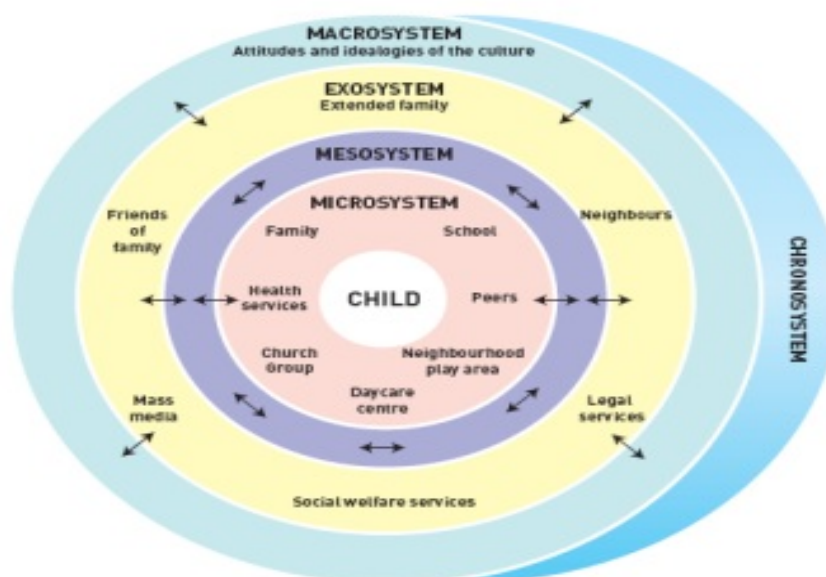 MACROSYSTEM
Attitudes and idealogies of the culture
EXOSYSTEM
Extended family
MESOSYSTEM
MICROSYSTEM
Friends
of
family
Neighbours
Family
School
Health
services
CHILD
Peers
CHRONOSYSTEM
Church
Group
Neighbourhood
play area
Daycare
centre
Mass
media
Legal
services
Social welfare services